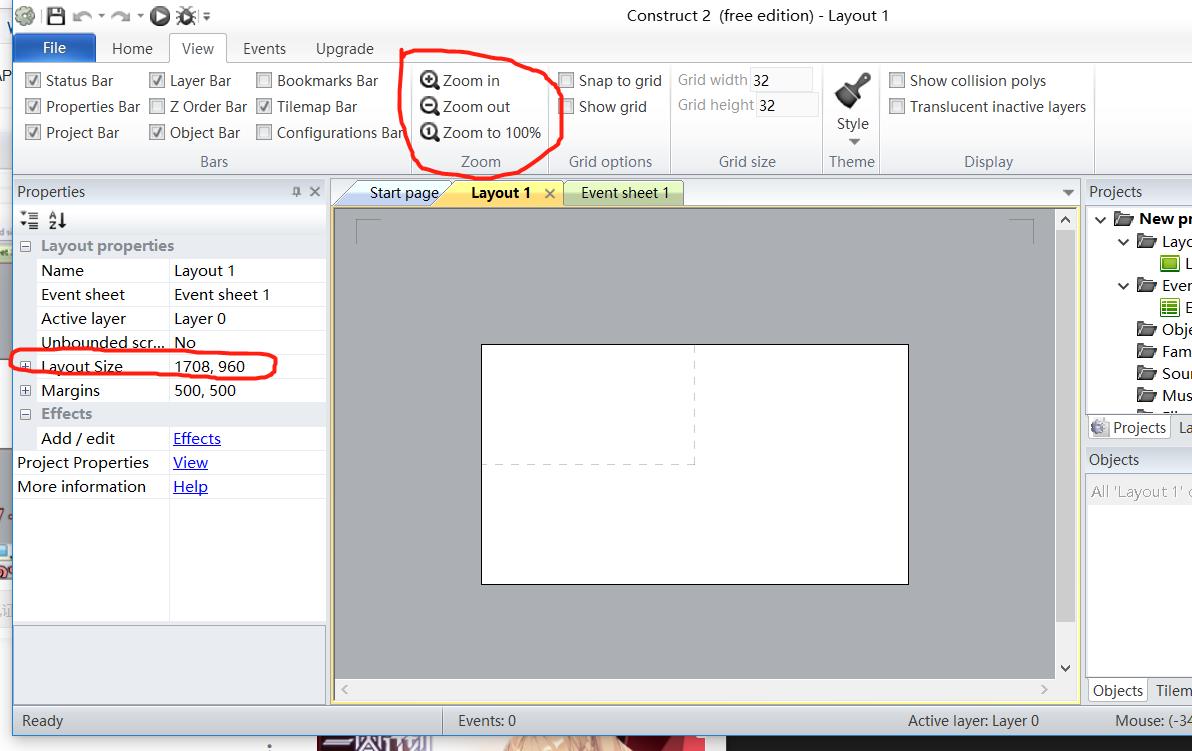 Construct 2 (free edition) - Layout 1
File Home View Events Upgrade
Status Bar Layer Bar Bookmarks Bar Zoom in Snap to grid Grid width 32 Show collision polys
Properties Bar Z Order Bar Tilemap Bar Zoom out Show grid Grid height 32 Translucent inactive layers
Project Bar Object Bar Configurations Bar Zoom to 100% Style
Bars Zoom Grid options Grid size Theme Display
Properties Start page Layout 1 Event sheet 1 Projects
Layout properties
Name Layout 1
Event sheet Event sheet 1
Active layer Layer 0
Unbounded scr... No
Layout Size 1708, 960
Margins 500, 500
Effects
Add / edit Effects
Project Properties View
More information Help
New pr
Layo
L
Even
E
Obje
Fam
Soun
Mus
Projects La
Objects
All 'Layout 1' o
Objects Tilem
Ready Events: 0 Active layer: Layer 0 Mouse: (-34